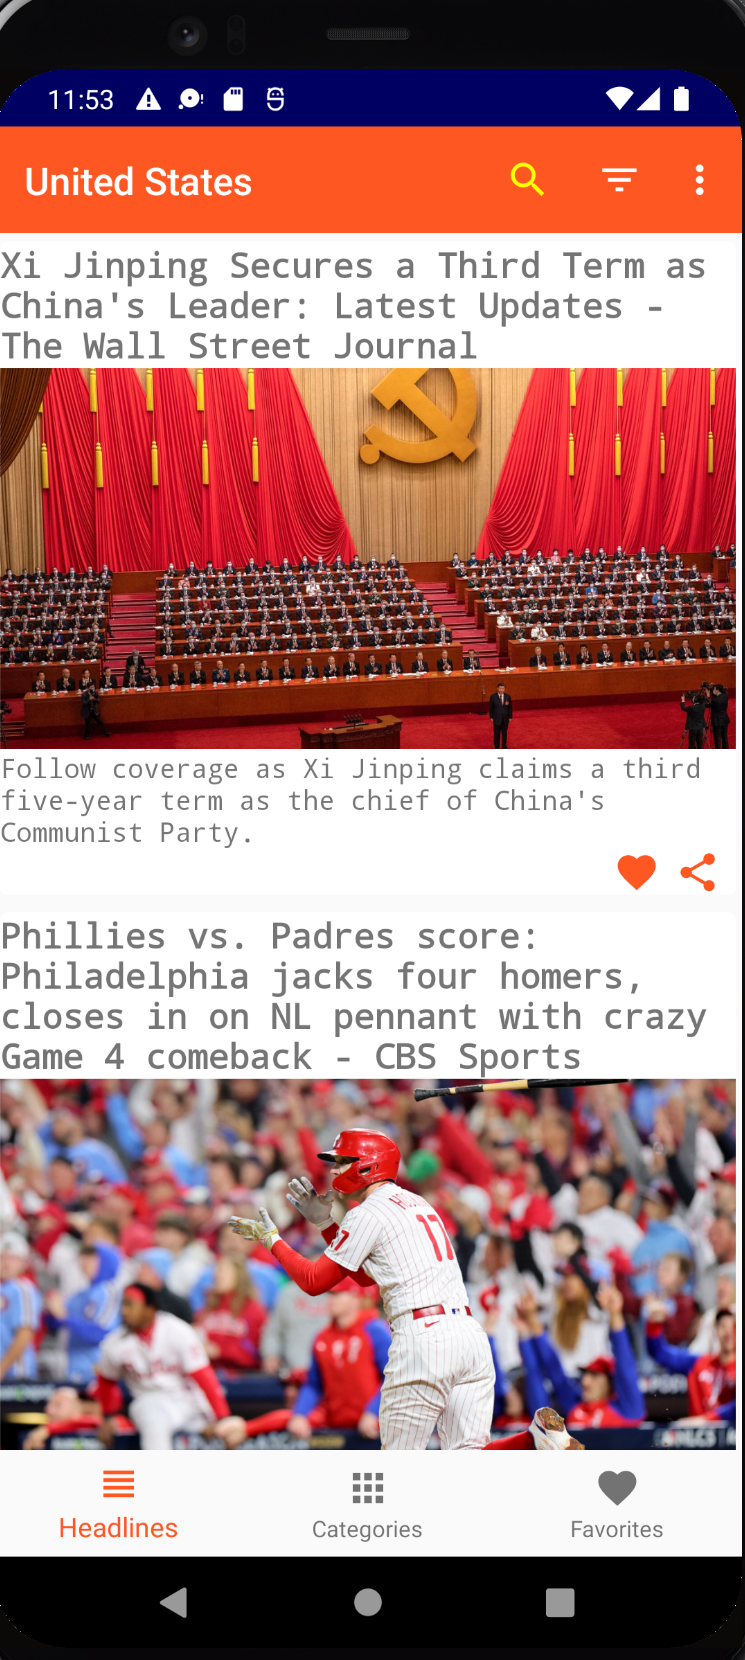 11:53
United States
Xi Jinping Secures a Third Term as
China's Leader: Latest Updates -
The Wall Street Journal
Follow coverage as Xi Jinping claims a third
five-year term as the chief of China's
Communist Party.
Phillies vs. Padres score:
Philadelphia jacks four homers,
closes in on NL pennant with crazy
Game 4 comeback - CBS Sports
17
Headlines
Categories
Favorites